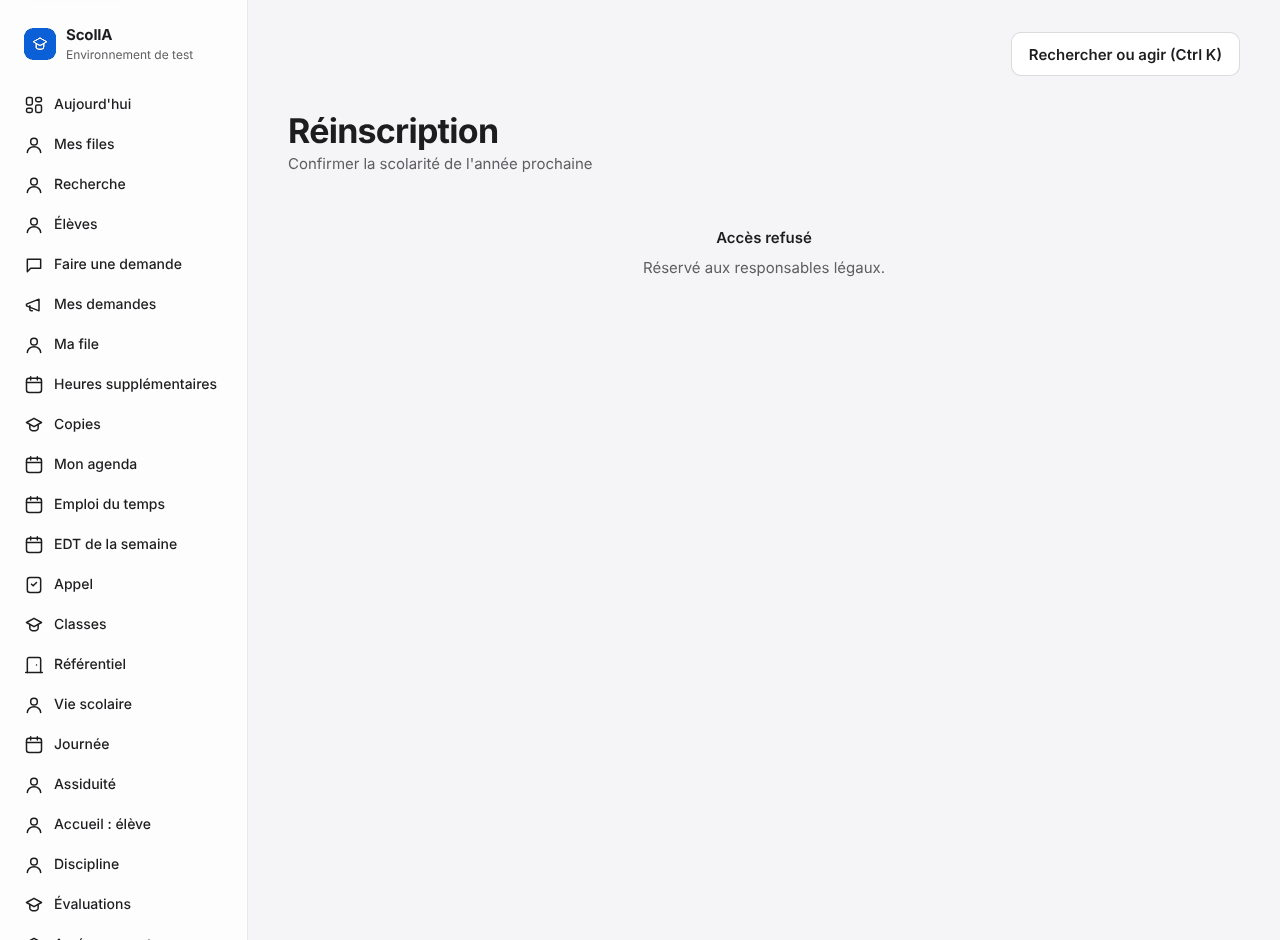 ScolIA
Environnement de test
Rechercher ou agir (Ctrl K)
Aujourd'hui
Mes files
Recherche
Élèves
Faire une demande
Mes demandes
Ma file
Heures supplémentaires
Copies
Mon agenda
Emploi du temps
EDT de la semaine
Appel
Classes
Référentiel
Vie scolaire
Journée
Assiduité
Accueil : élève
Discipline
Évaluations
Réinscription
Confirmer la scolarité de l'année prochaine
Accès refusé
Réservé aux responsables légaux.